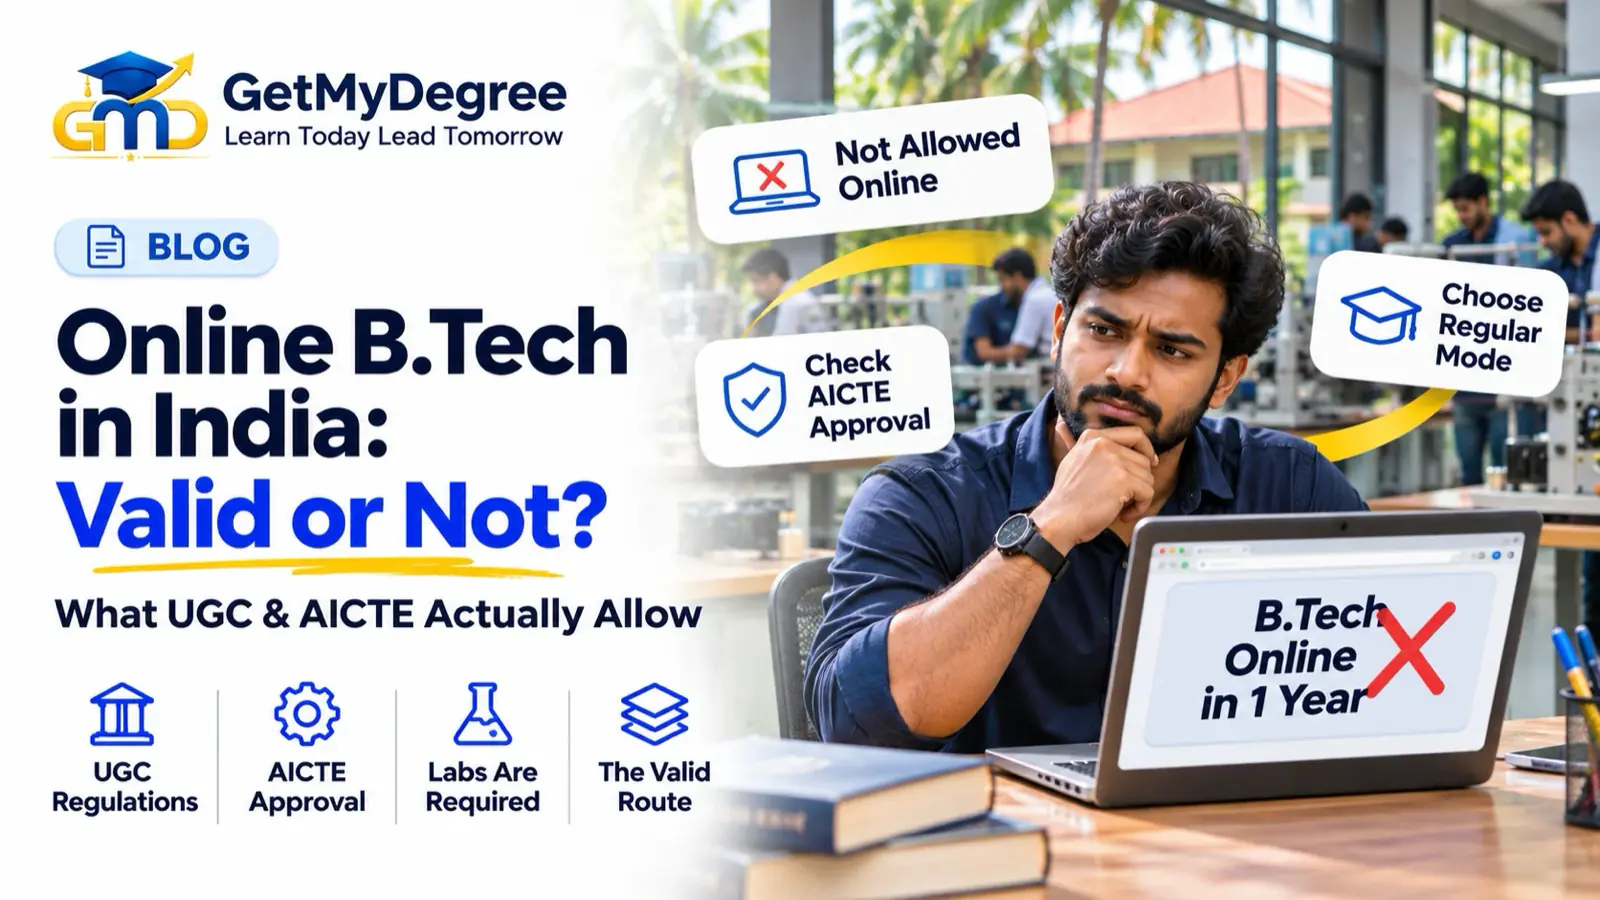 GMD
GetMyDegree
Learn Today Lead Tomorrow
BLOG
Online B.Tech
in India:
Valid or Not?
What UGC & AICTE Actually Allow
UGC
Regulations
AICTE
Approval
Labs Are
Required
The Valid
Route
Not Allowed
Online
Check
AICTE
Approval
Choose
Regular
Mode
B.Tech
Online
in 1 Year